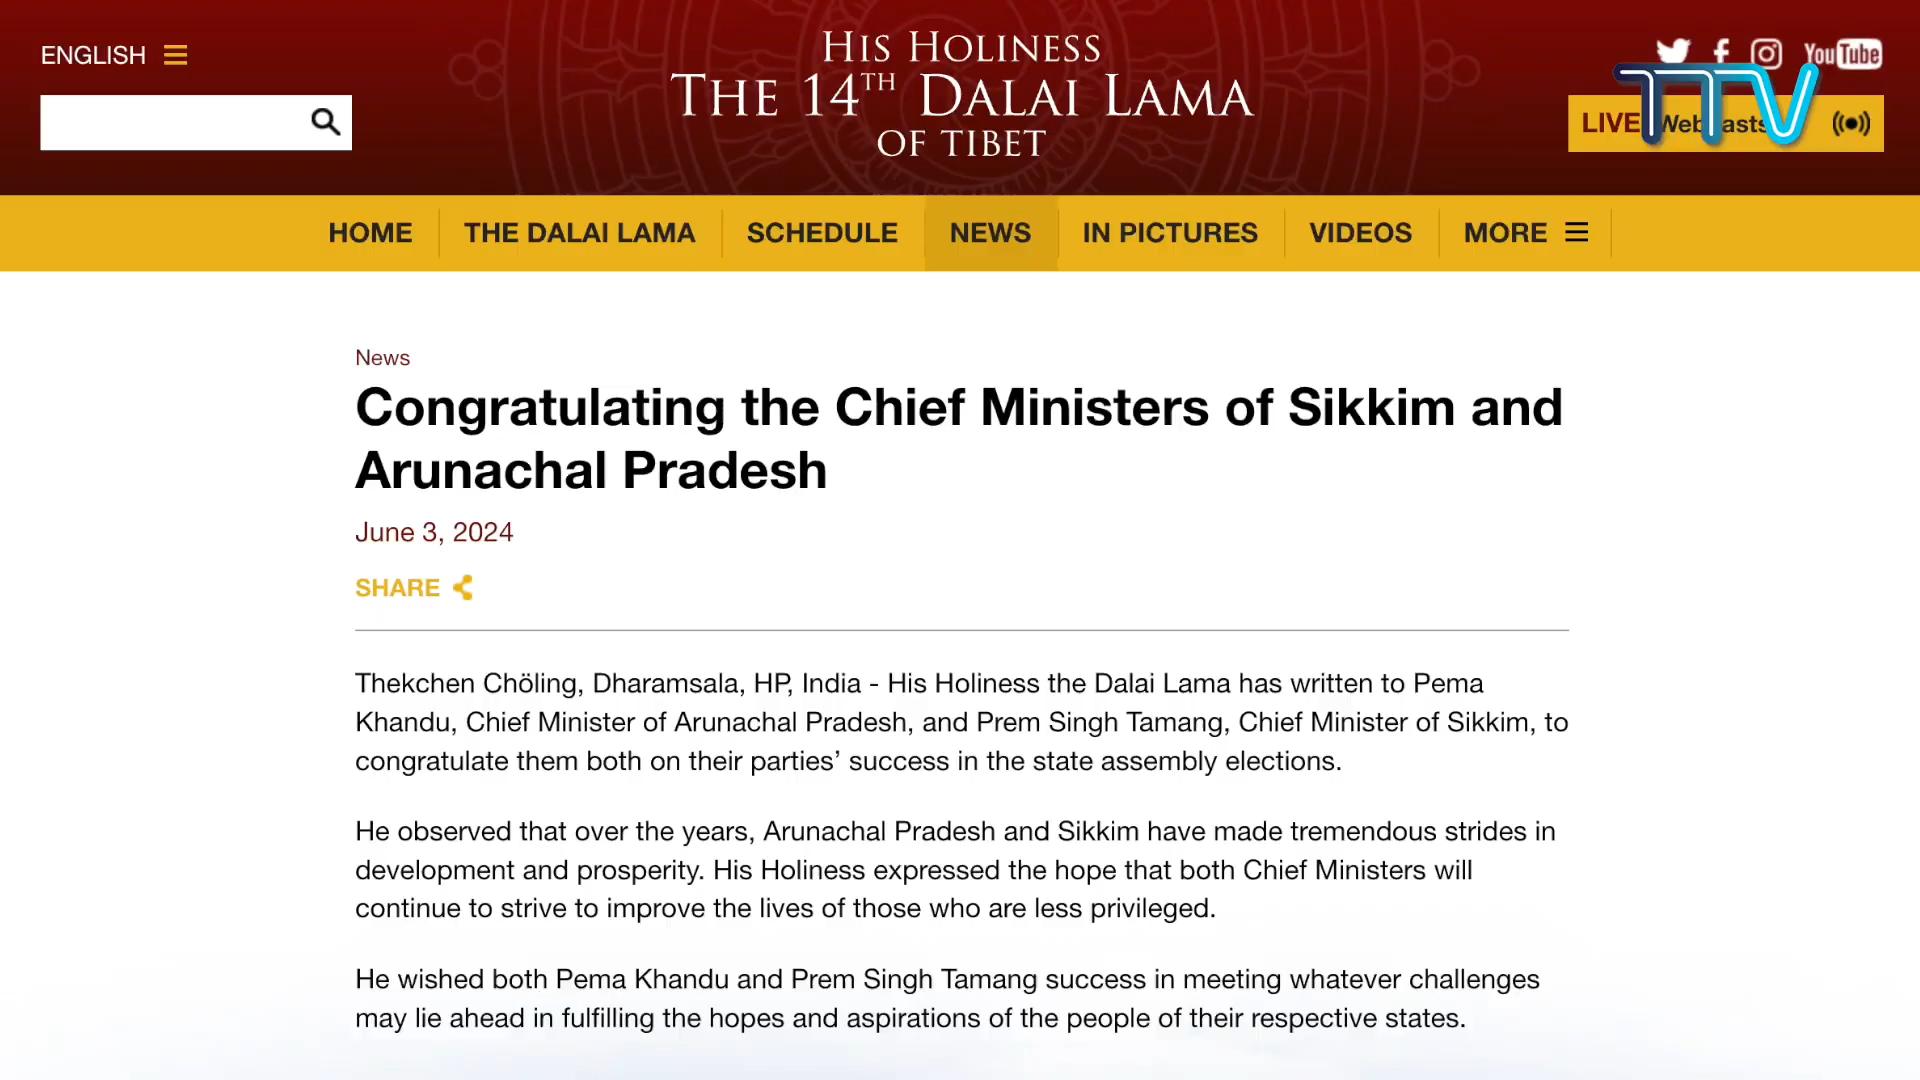 ENGLISH
HIS HOLINESS
THE 14TH DALAI LAMA
OF TIBET
YouTube
TTV
LIVE Webcasts
HOME
THE DALAI LAMA
SCHEDULE
NEWS
IN PICTURES
VIDEOS
MORE
News
Congratulating the Chief Ministers of Sikkim and
Arunachal Pradesh
June 3, 2024
SHARE
Thekchen Chöling, Dharamsala, HP, India - His Holiness the Dalai Lama has written to Pema
Khandu, Chief Minister of Arunachal Pradesh, and Prem Singh Tamang, Chief Minister of Sikkim, to
congratulate them both on their parties’ success in the state assembly elections.
He observed that over the years, Arunachal Pradesh and Sikkim have made tremendous strides in
development and prosperity. His Holiness expressed the hope that both Chief Ministers will
continue to strive to improve the lives of those who are less privileged.
He wished both Pema Khandu and Prem Singh Tamang success in meeting whatever challenges
may lie ahead in fulfilling the hopes and aspirations of the people of their respective states.